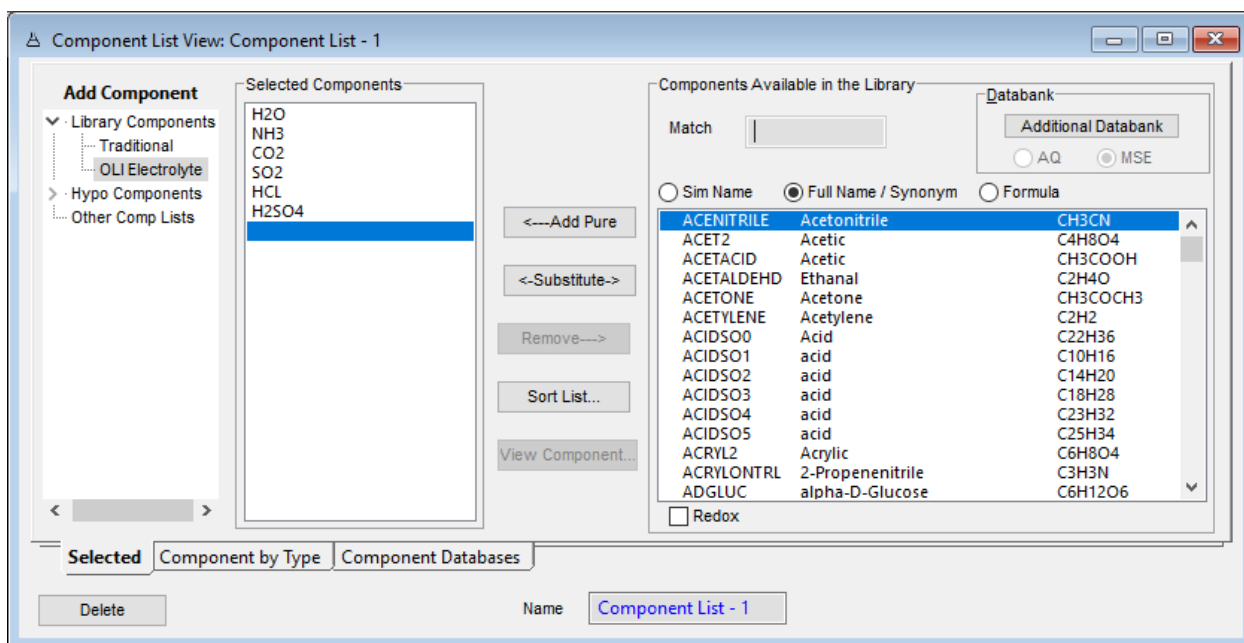 Component List View: Component List - 1
Add Component
Library Components
Traditional
OLI Electrolyte
Hypo Components
Other Comp Lists
Selected Components
H2O
NH3
CO2
SO2
HCL
H2SO4
<---Add Pure
<-Substitute->
Remove--->
Sort List...
View Component...
Components Available in the Library
Match
Databank
Additional Databank
AQ MSE
Sim Name Full Name / Synonym Formula
ACENITRILE Acetonitrile CH3CN
ACET2 Acetic C4H8O4
ACETACID Acetic CH3COOH
ACETALDEHD Ethanal C2H4O
ACETONE Acetone CH3COCH3
ACETYLENE Acetylene C2H2
ACIDSO0 Acid C22H36
ACIDSO1 acid C10H16
ACIDSO2 acid C14H20
ACIDSO3 acid C18H28
ACIDSO4 acid C23H32
ACIDSO5 acid C25H34
ACRYL2 Acrylic C6H8O4
ACRYLONTRL 2-Propenenitrile C3H3N
ADGLUC alpha-D-Glucose C6H12O6
Redox
Selected Component by Type Component Databases
Delete Name Component List - 1